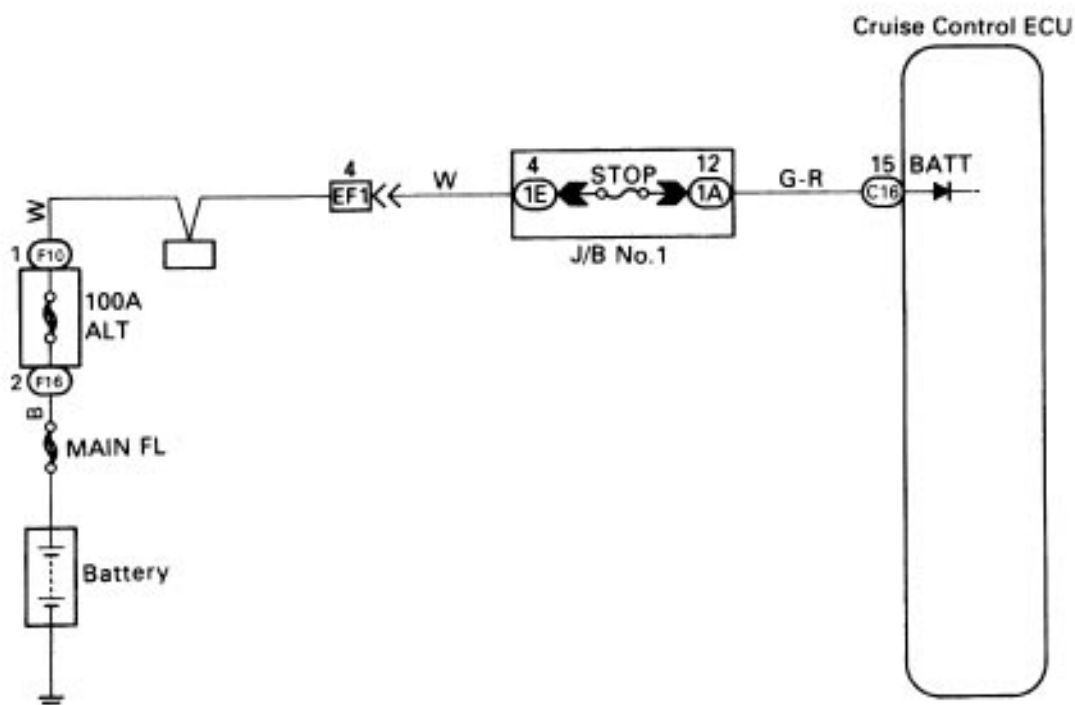 Cruise Control ECU
4
EF1
W
4
1E
STOP
12
1A
J/B No.1
G-R
15
C16
BATT
W
1
F10
100A
ALT
2
F16
B
MAIN FL
Battery